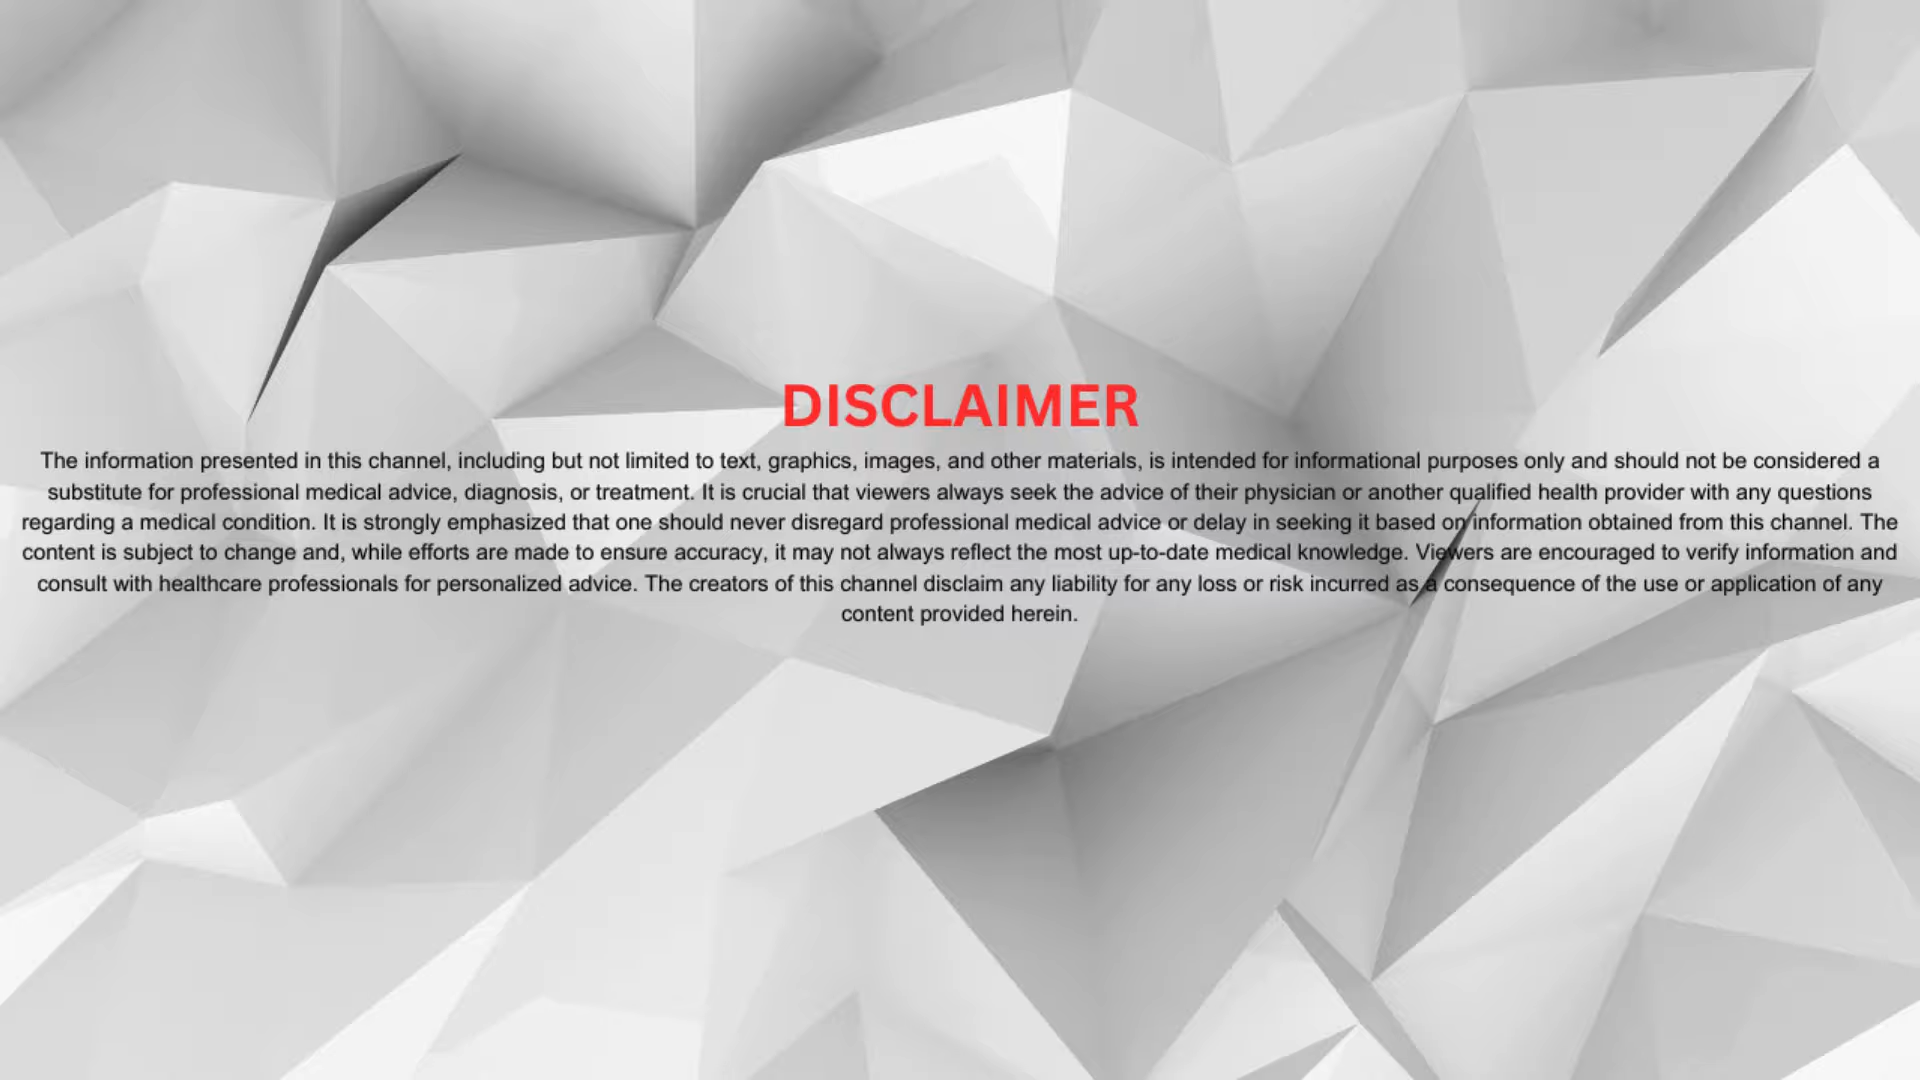 DISCLAIMER
The information presented in this channel, including but not limited to text, graphics, images, and other materials, is intended for informational purposes only and should not be considered a
substitute for professional medical advice, diagnosis, or treatment. It is crucial that viewers always seek the advice of their physician or another qualified health provider with any questions
regarding a medical condition. It is strongly emphasized that one should never disregard professional medical advice or delay in seeking it based on information obtained from this channel. The
content is subject to change and, while efforts are made to ensure accuracy, it may not always reflect the most up-to-date medical knowledge. Viewers are encouraged to verify information and
consult with healthcare professionals for personalized advice. The creators of this channel disclaim any liability for any loss or risk incurred as a consequence of the use or application of any
content provided herein.